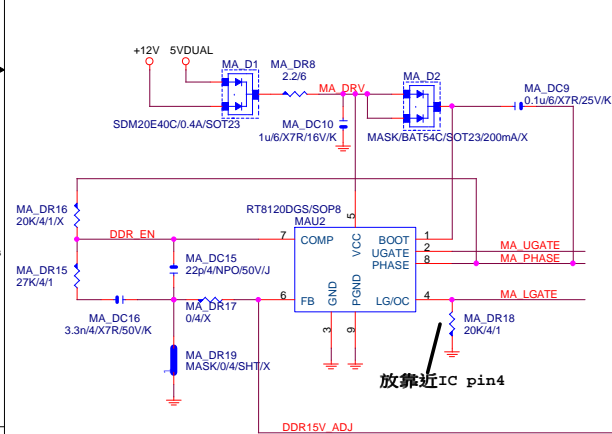 +12V 5VDUAL
MA_D1
MA_DR8
2.2/6
MA_DRV
MA_D2
MA_DC9
0.1u/6/X7R/25V/K
SDM20E40C/0.4A/SOT23
MA_DC10
1u/6/X7R/16V/K
MASK/BAT54C/SOT23/200mA/X
MA_DR16
20K/4/1/X
RT8120DGS/SOP8
MAU2
DDR_EN
7 COMP
5
VCC
BOOT 1
UGATE 2
MA_UGATE
PHASE 8
MA_PHASE
MA_DC15
22p/4/NPO/50V/J
MA_DR15
27K/4/1
MA_DC16
3.3n/4/X7R/50V/K
MA_DR17
0/4/X
6 FB
GND
PGND
LG/OC 4
MA_LGATE
3
9
MA_DR18
20K/4/1
MA_DR19
MASK/0/4/SHT/X
1
放靠近IC pin4
DDR15V_ADJ